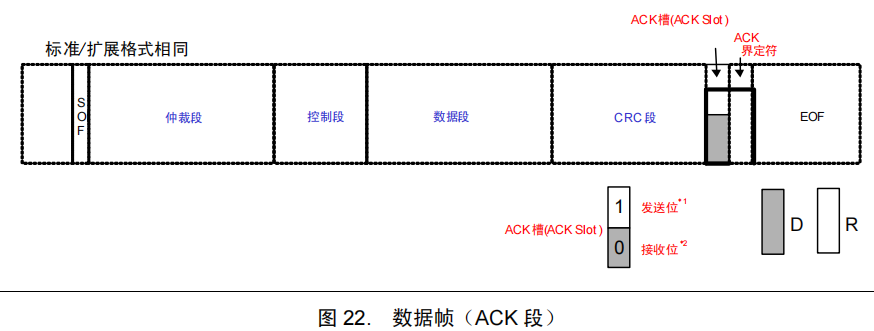 ACK槽(ACK Slot)
ACK
界定符
标准/扩展格式相同
SOF
仲裁段
控制段
数据段
CRC 段
EOF
ACK槽(ACK Slot)
1
发送位*1
0
接收位*2
D
R
图 22. 数据帧（ACK 段）